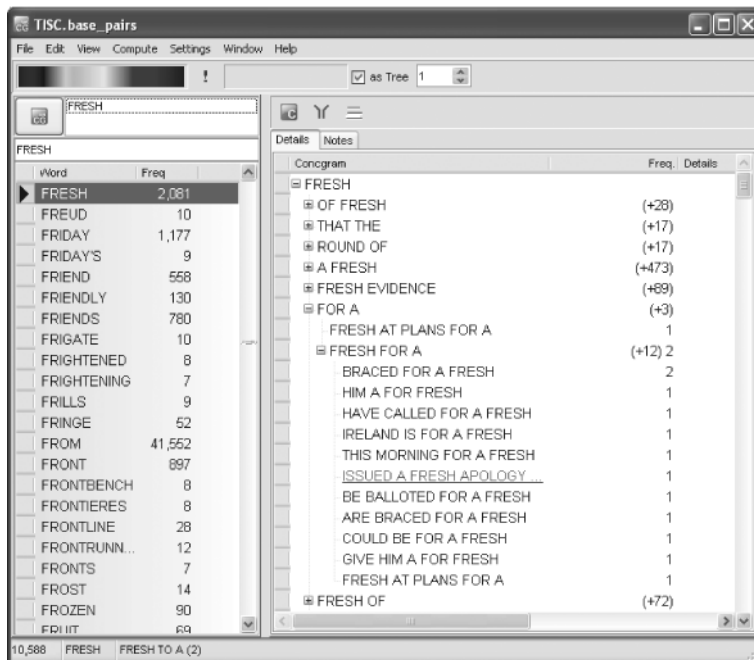 TISC.base_pairs
File Edit View Compute Settings Window Help
! as Tree 1
FRESH
Details Notes
FRESH
Word Freq
Concgram Freq. Details
FRESH 2,081
FREUD 10
FRIDAY 1,177
FRIDAY'S 9
FRIEND 558
FRIENDLY 130
FRIENDS 780
FRIGATE 10
FRIGHTENED 8
FRIGHTENING 7
FRILLS 9
FRINGE 52
FROM 41,552
FRONT 897
FRONTBENCH 8
FRONTIERES 8
FRONTLINE 28
FRONTRUNN... 12
FRONTS 7
FROST 14
FROZEN 90
FRUIT 69
FRESH
OF FRESH (+28)
THAT THE (+17)
ROUND OF (+17)
A FRESH (+473)
FRESH EVIDENCE (+89)
FOR A (+3)
FRESH AT PLANS FOR A 1
FRESH FOR A (+12) 2
BRACED FOR A FRESH 2
HIM A FOR FRESH 1
HAVE CALLED FOR A FRESH 1
IRELAND IS FOR A FRESH 1
THIS MORNING FOR A FRESH 1
ISSUED A FRESH APOLOGY ... 1
BE BALLOTED FOR A FRESH 1
ARE BRACED FOR A FRESH 1
COULD BE FOR A FRESH 1
GIVE HIM A FOR FRESH 1
FRESH AT PLANS FOR A 1
FRESH OF (+72)
10,588 FRESH FRESH TO A (2)